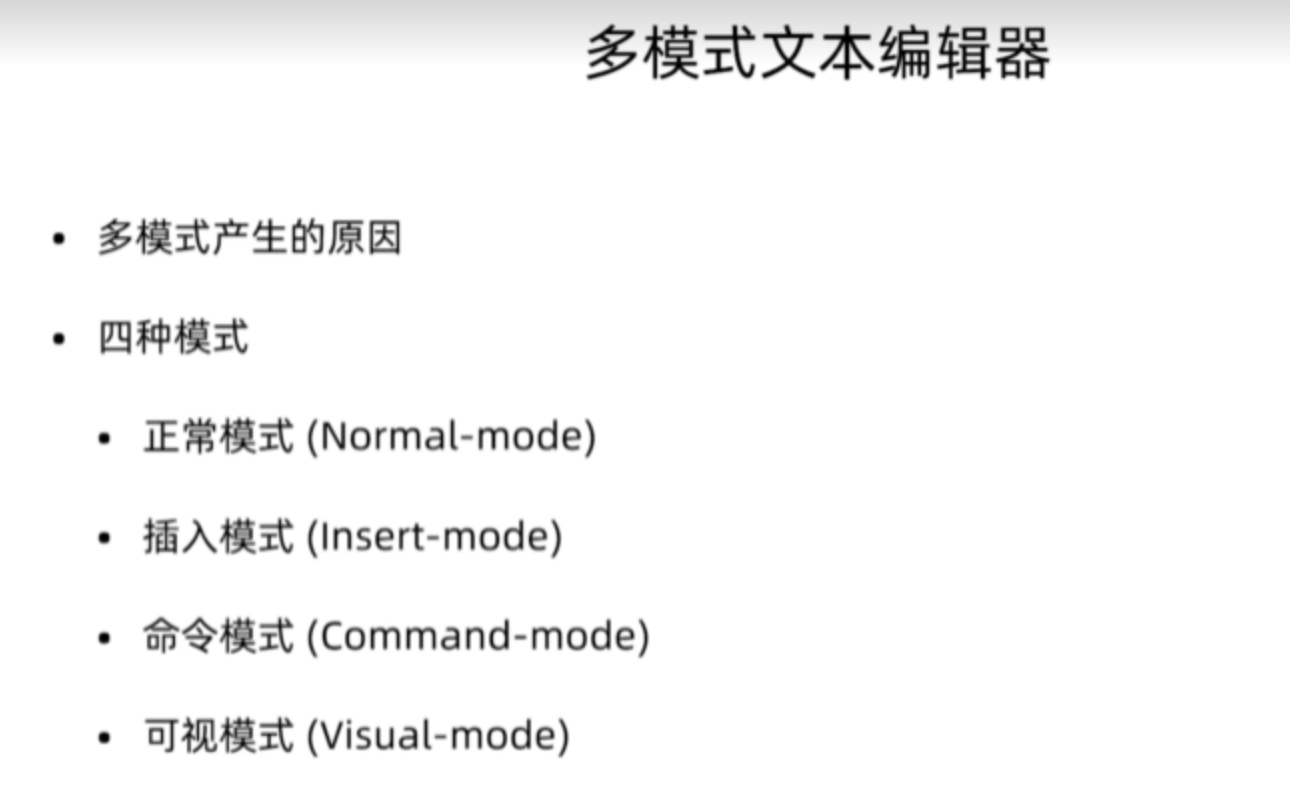 多模式文本编辑器
• 多模式产生的原因
• 四种模式
• 正常模式 (Normal-mode)
• 插入模式 (Insert-mode)
• 命令模式 (Command-mode)
• 可视模式 (Visual-mode)